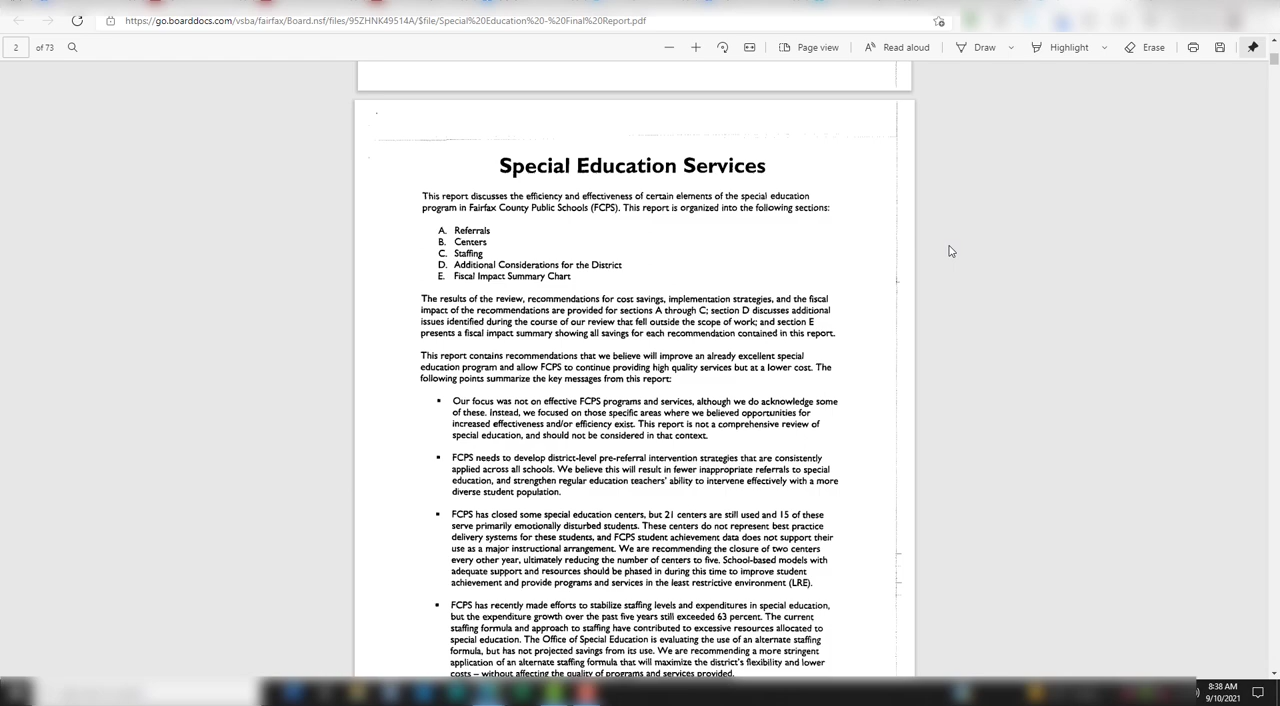 https://go.boarddocs.com/vsba/fairfax/Board.nsf/files/95ZHNK49514A/$file/Special%20Education%20-%20Final%20Report.pdf
2 of 73
Page view
Read aloud
Draw
Highlight
Erase
Special Education Services
This report discusses the efficiency and effectiveness of certain elements of the special education
program in Fairfax County Public Schools (FCPS). This report is organized into the following sections:
A. Referrals
B. Centers
C. Staffing
D. Additional Considerations for the District
E. Fiscal Impact Summary Chart
The results of the review, recommendations for cost savings, implementation strategies, and the fiscal
impact of the recommendations are provided for sections A through C; section D discusses additional
issues identified during the course of our review that fell outside the scope of work; and section E
presents a fiscal impact summary showing all savings for each recommendation contained in this report.
This report contains recommendations that we believe will improve an already excellent special
education program and allow FCPS to continue providing high quality services but at a lower cost. The
following points summarize the key messages from this report:
▪ Our focus was not on effective FCPS programs and services, although we do acknowledge some
of these. Instead, we focused on those specific areas where we believed opportunities for
increased effectiveness and/or efficiency exist. This report is not a comprehensive review of
special education, and should not be considered in that context.
▪ FCPS needs to develop district-level pre-referral intervention strategies that are consistently
applied across all schools. We believe this will result in fewer inappropriate referrals to special
education, and strengthen regular education teachers' ability to intervene effectively with a more
diverse student population.
▪ FCPS has closed some special education centers, but 21 centers are still used and 15 of these
serve primarily emotionally disturbed students. These centers do not represent best practice
delivery systems for these students, and FCPS student achievement data does not support their
use as a major instructional arrangement. We are recommending the closure of two centers
every other year, ultimately reducing the number of centers to five. School-based models with
adequate support and resources should be phased in during this time to improve student
achievement and provide programs and services in the least restrictive environment (LRE).
▪ FCPS has recently made efforts to stabilize staffing levels and expenditures in special education,
but the expenditure growth over the past five years still exceeded 63 percent. The current
staffing formula and approach to staffing have contributed to excessive resources allocated to
special education. The Office of Special Education is evaluating the use of an alternate staffing
formula, but has not projected savings from its use. We are recommending a more stringent
application of an alternate staffing formula that will maximize the district's flexibility and lower
costs – without affecting the quality of programs and services provided.
8:38 AM
9/10/2021